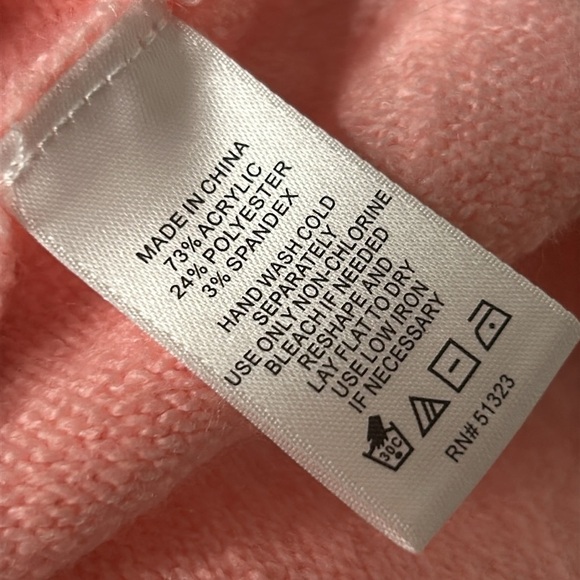 MADE IN CHINA
73% ACRYLIC
24% POLYESTER
3% SPANDEX
HAND WASH COLD
SEPARATELY
USE ONLY NON-CHLORINE
BLEACH IF NEEDED
RESHAPE AND
LAY FLAT TO DRY
USE LOW IRON
IF NECESSARY
30C
RN# 51323